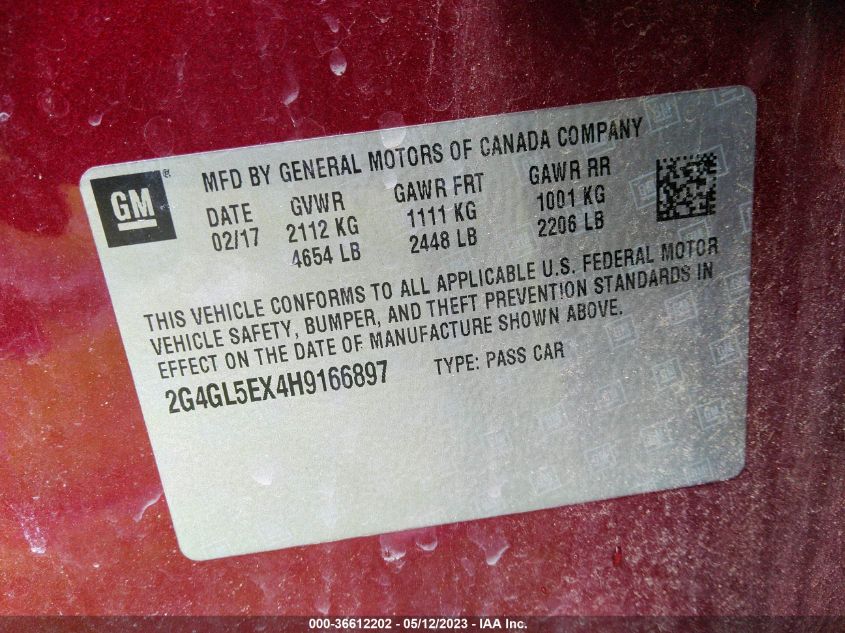 MFD BY GENERAL MOTORS OF CANADA COMPANY
GM ®
DATE GVWR GAWR FRT GAWR RR
02/17 2112 KG 1111 KG 1001 KG
4654 LB 2448 LB 2206 LB
THIS VEHICLE CONFORMS TO ALL APPLICABLE U.S. FEDERAL MOTOR
VEHICLE SAFETY, BUMPER, AND THEFT PREVENTION STANDARDS IN
EFFECT ON THE DATE OF MANUFACTURE SHOWN ABOVE.
2G4GL5EX4H9166897 TYPE: PASS CAR
000-36612202 - 05/12/2023 - IAA Inc.